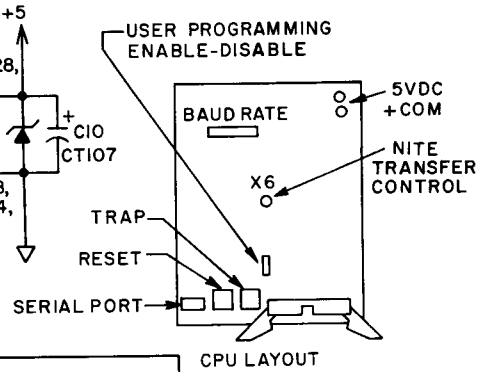 +5
USER PROGRAMMING
ENABLE-DISABLE
28,
5VDC
+COM
BAUD RATE
+
C10
CT107
NITE
TRANSFER
CONTROL
X6
4,
TRAP
RESET
SERIAL PORT
CPU LAYOUT